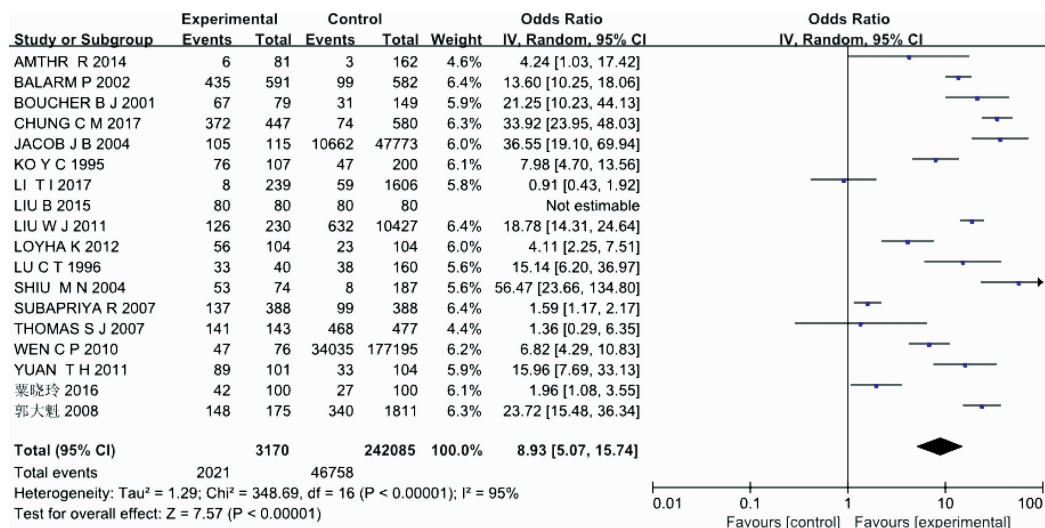 Experimental Control Odds Ratio Odds Ratio
Study or Subgroup Events Total Events Total Weight IV, Random, 95% CI IV, Random, 95% CI
AMTHR R 2014 6 81 3 162 4.6% 4.24 [1.03, 17.42]
BALARM P 2002 435 591 99 582 6.4% 13.60 [10.25, 18.06]
BOUCHER B J 2001 67 79 31 149 5.9% 21.25 [10.23, 44.13]
CHUNG C M 2017 372 447 74 580 6.3% 33.92 [23.95, 48.03]
JACOB J B 2004 105 115 10662 47773 6.0% 36.55 [19.10, 69.94]
KO Y C 1995 76 107 47 200 6.1% 7.98 [4.70, 13.56]
LI T I 2017 8 239 59 1606 5.8% 0.91 [0.43, 1.92]
LIU B 2015 80 80 80 80 Not estimable
LIU W J 2011 126 230 632 10427 6.4% 18.78 [14.31, 24.64]
LOYHA K 2012 56 104 23 104 6.0% 4.11 [2.25, 7.51]
LU C T 1996 33 40 38 160 5.6% 15.14 [6.20, 36.97]
SHIU M N 2004 53 74 8 187 5.6% 56.47 [23.66, 134.80]
SUBAPRIYA R 2007 137 388 99 388 6.4% 1.59 [1.17, 2.17]
THOMAS S J 2007 141 143 468 477 4.4% 1.36 [0.29, 6.35]
WEN C P 2010 47 76 34035 177195 6.2% 6.82 [4.29, 10.83]
YUAN T H 2011 89 101 33 104 5.9% 15.96 [7.69, 33.13]
粟晓玲 2016 42 100 27 100 6.1% 1.96 [1.08, 3.55]
郭大魁 2008 148 175 340 1811 6.3% 23.72 [15.48, 36.34]
Total (95% CI) 3170 242085 100.0% 8.93 [5.07, 15.74]
Total events 2021 46758
Heterogeneity: Tau² = 1.29; Chi² = 348.69, df = 16 (P < 0.00001); I² = 95%
Test for overall effect: Z = 7.57 (P < 0.00001)
0.01 0.1 1 10 100
Favours [control] Favours [experimental]